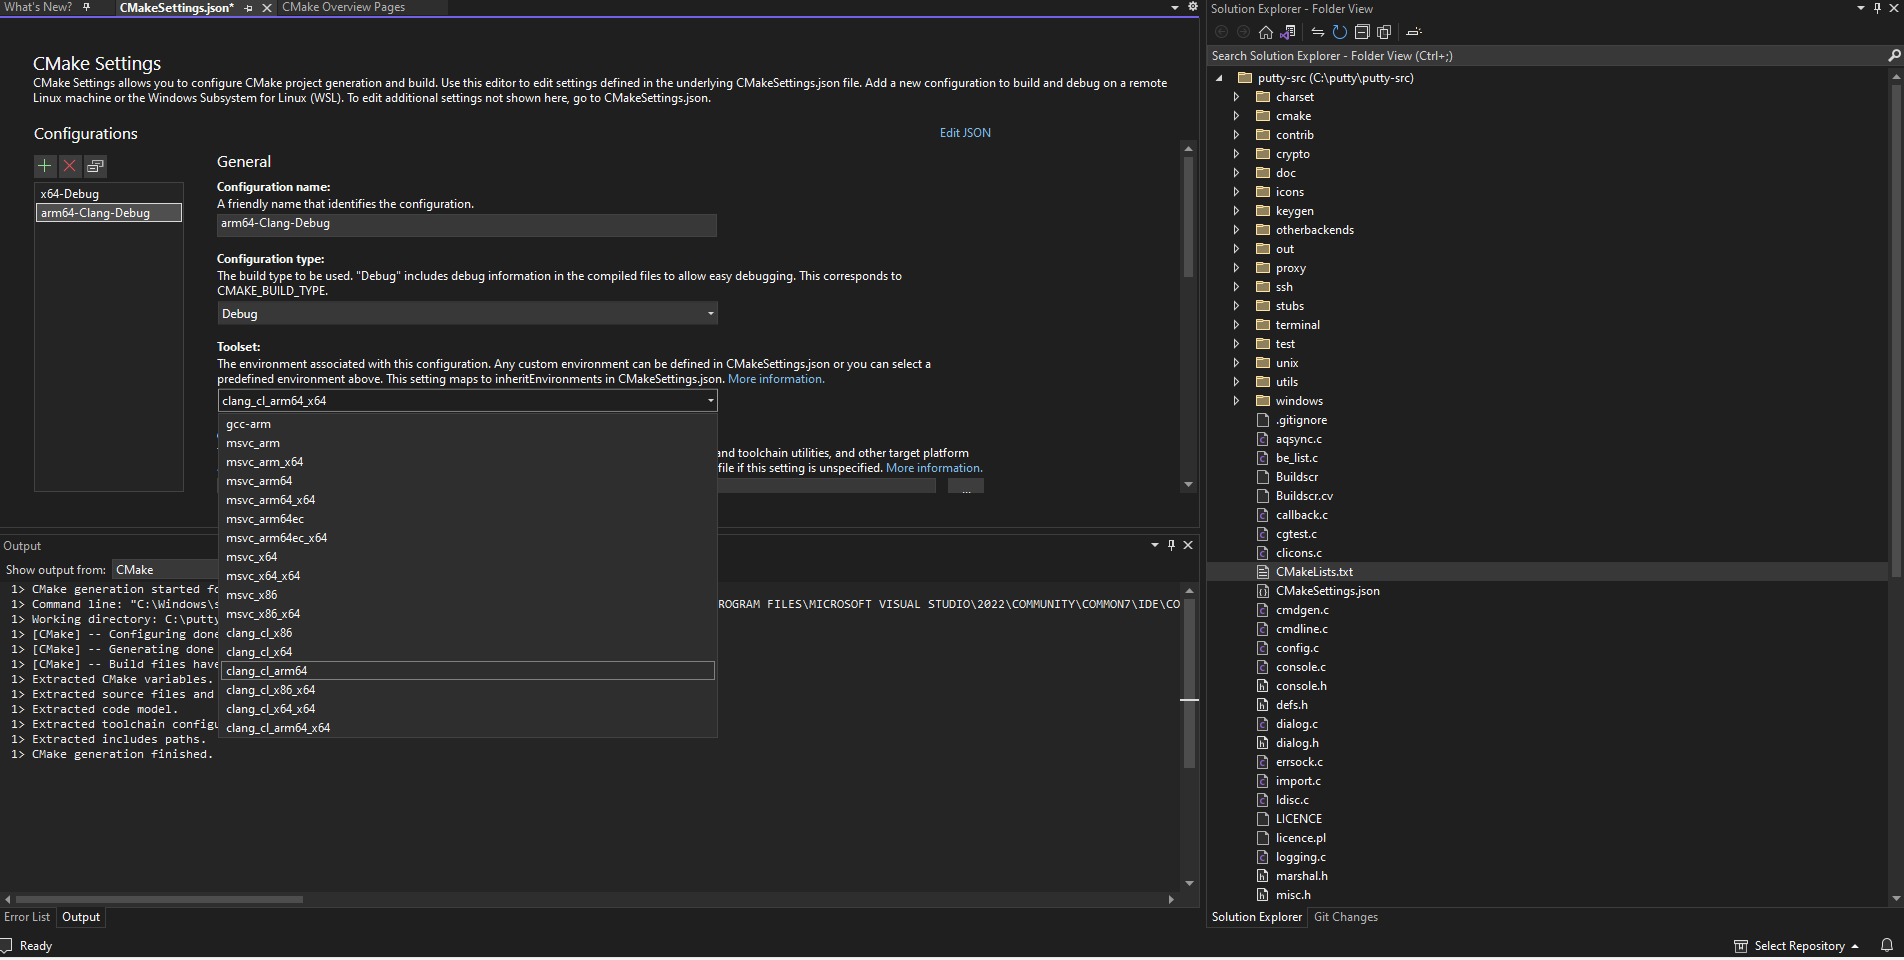 What's New?
CMakeSettings.json*
CMake Overview Pages
CMake Settings
CMake Settings allows you to configure CMake project generation and build. Use this editor to edit settings defined in the underlying CMakeSettings.json file. Add a new configuration to build and debug on a remote
Linux machine or the Windows Subsystem for Linux (WSL). To edit additional settings not shown here, go to CMakeSettings.json.
Configurations
Edit JSON
x64-Debug
arm64-Clang-Debug
General
Configuration name:
A friendly name that identifies the configuration.
arm64-Clang-Debug
Configuration type:
The build type to be used. "Debug" includes debug information in the compiled files to allow easy debugging. This corresponds to
CMAKE_BUILD_TYPE.
Debug
Toolset:
The environment associated with this configuration. Any custom environment can be defined in CMakeSettings.json or you can select a
predefined environment above. This setting maps to inheritEnvironments in CMakeSettings.json. More information.
clang_cl_arm64_x64
gcc-arm
msvc_arm
msvc_arm_x64
msvc_arm64
msvc_arm64_x64
msvc_arm64ec
msvc_arm64ec_x64
msvc_x64
msvc_x64_x64
msvc_x86
msvc_x86_x64
clang_cl_x86
clang_cl_x64
clang_cl_arm64
clang_cl_x86_x64
clang_cl_x64_x64
clang_cl_arm64_x64
and toolchain utilities, and other target platform
file if this setting is unspecified. More information.
...
Output
Show output from: CMake
1> CMake generation started fo
1> Command line: "C:\Windows\s
ROGRAM FILES\MICROSOFT VISUAL STUDIO\2022\COMMUNITY\COMMON7\IDE\CO
1> Working directory: C:\putty
1> [CMake] -- Configuring done
1> [CMake] -- Generating done
1> [CMake] -- Build files have
1> Extracted CMake variables.
1> Extracted source files and
1> Extracted code model.
1> Extracted toolchain configu
1> Extracted includes paths.
1> CMake generation finished.
Error List
Output
Ready
Solution Explorer - Folder View
Search Solution Explorer - Folder View (Ctrl+;)
putty-src (C:\putty\putty-src)
charset
cmake
contrib
crypto
doc
icons
keygen
otherbackends
out
proxy
ssh
stubs
terminal
test
unix
utils
windows
.gitignore
aqsync.c
be_list.c
Buildscr
Buildscr.cv
callback.c
cgtest.c
clicons.c
CMakeLists.txt
CMakeSettings.json
cmdgen.c
cmdline.c
config.c
console.c
console.h
defs.h
dialog.c
dialog.h
errsock.c
import.c
ldisc.c
LICENCE
licence.pl
logging.c
marshal.h
misc.h
Solution Explorer
Git Changes
Select Repository